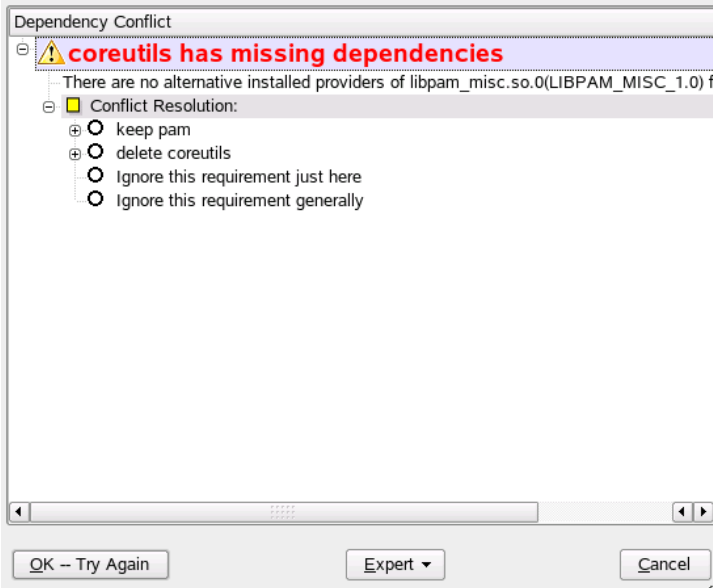 Dependency Conflict
coreutils has missing dependencies
There are no alternative installed providers of libpam_misc.so.0(LIBPAM_MISC_1.0) f
Conflict Resolution:
keep pam
delete coreutils
Ignore this requirement just here
Ignore this requirement generally
OK -- Try Again Expert Cancel